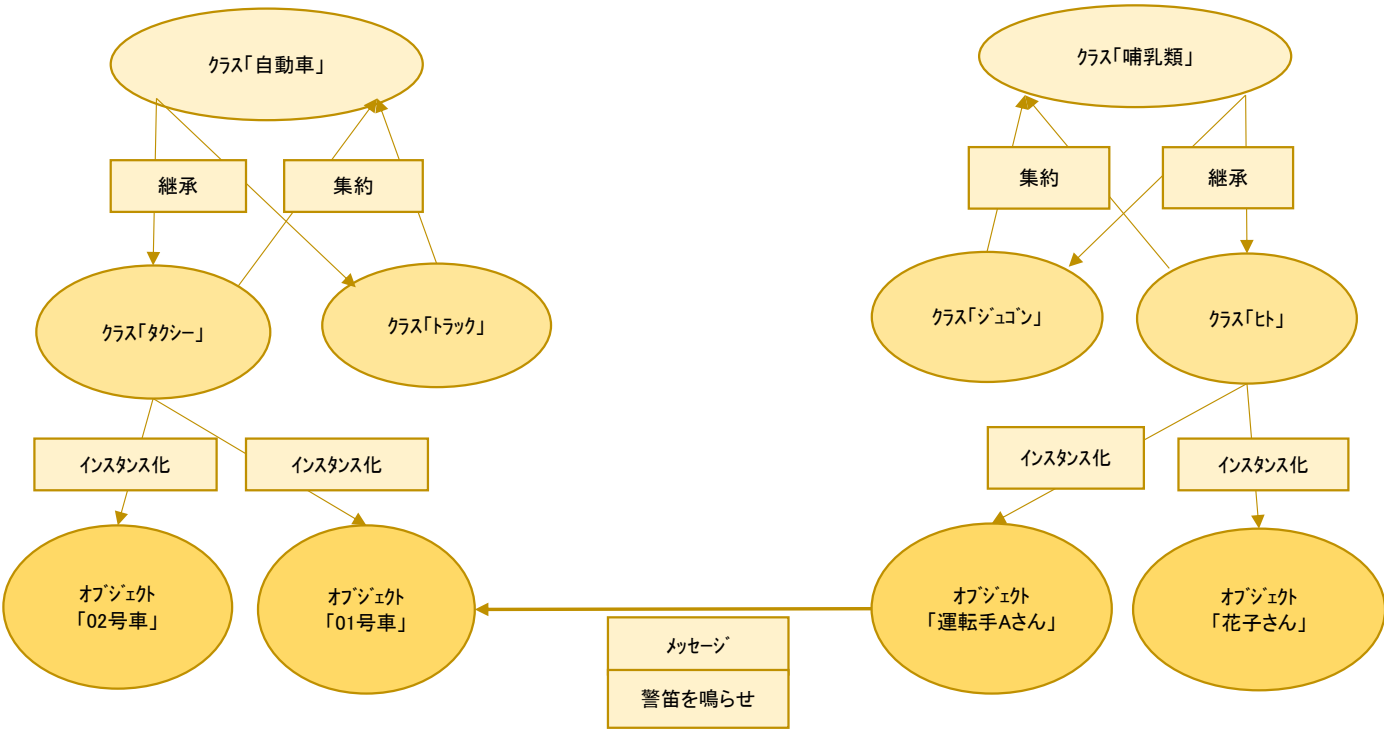 クラス「自動車」
クラス「哺乳類」
継承
集約
集約
継承
クラス「タクシー」
クラス「トラック」
クラス「ジュゴン」
クラス「ヒト」
インスタンス化
インスタンス化
インスタンス化
インスタンス化
オブジェクト
「02号車」
オブジェクト
「01号車」
オブジェクト
「運転手Aさん」
オブジェクト
「花子さん」
メッセージ
警笛を鳴らせ